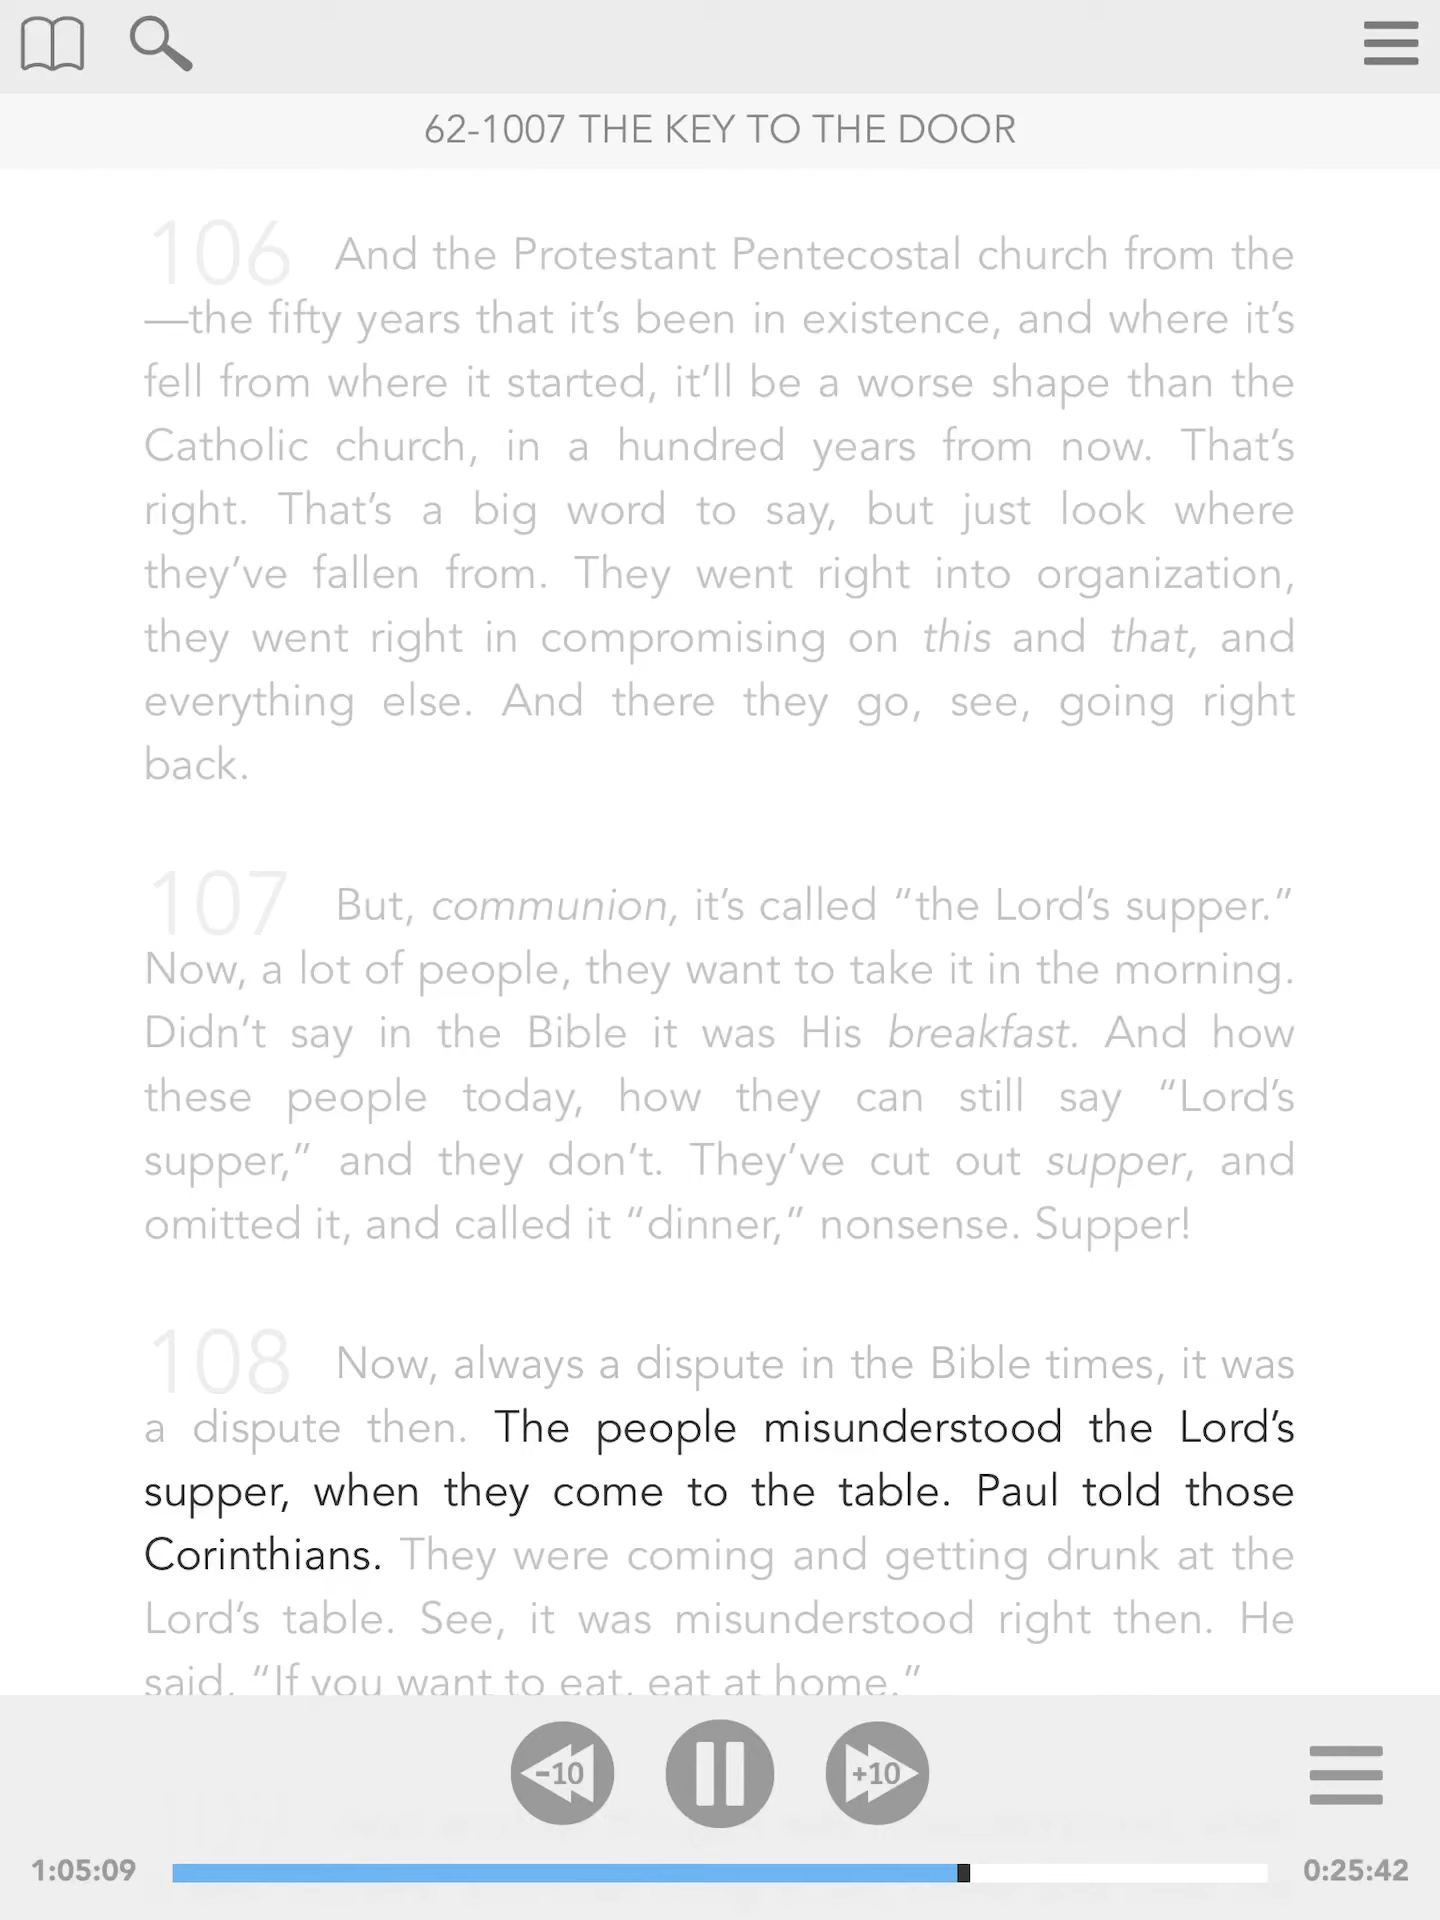 62-1007 THE KEY TO THE DOOR
106 And the Protestant Pentecostal church from the
—the fifty years that it’s been in existence, and where it’s
fell from where it started, it’ll be a worse shape than the
Catholic church, in a hundred years from now. That’s
right. That’s a big word to say, but just look where
they’ve fallen from. They went right into organization,
they went right in compromising on this and that, and
everything else. And there they go, see, going right
back.
107 But, communion, it’s called “the Lord’s supper.”
Now, a lot of people, they want to take it in the morning.
Didn’t say in the Bible it was His breakfast. And how
these people today, how they can still say “Lord’s
supper,” and they don’t. They’ve cut out supper, and
omitted it, and called it “dinner,” nonsense. Supper!
108 Now, always a dispute in the Bible times, it was
a dispute then. The people misunderstood the Lord’s
supper, when they come to the table. Paul told those
Corinthians. They were coming and getting drunk at the
Lord’s table. See, it was misunderstood right then. He
said, “If you want to eat, eat at home.”
-10 +10
1:05:09 0:25:42